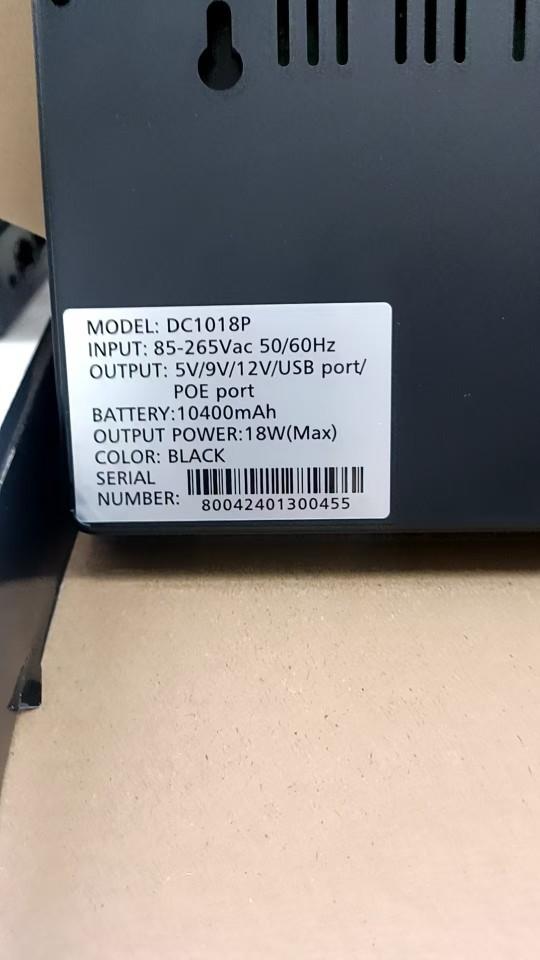 MODEL: DC1018P
INPUT: 85-265Vac 50/60Hz
OUTPUT: 5V/9V/12V/USB port/
POE port
BATTERY:10400mAh
OUTPUT POWER:18W(Max)
COLOR: BLACK
SERIAL
NUMBER:
80042401300455